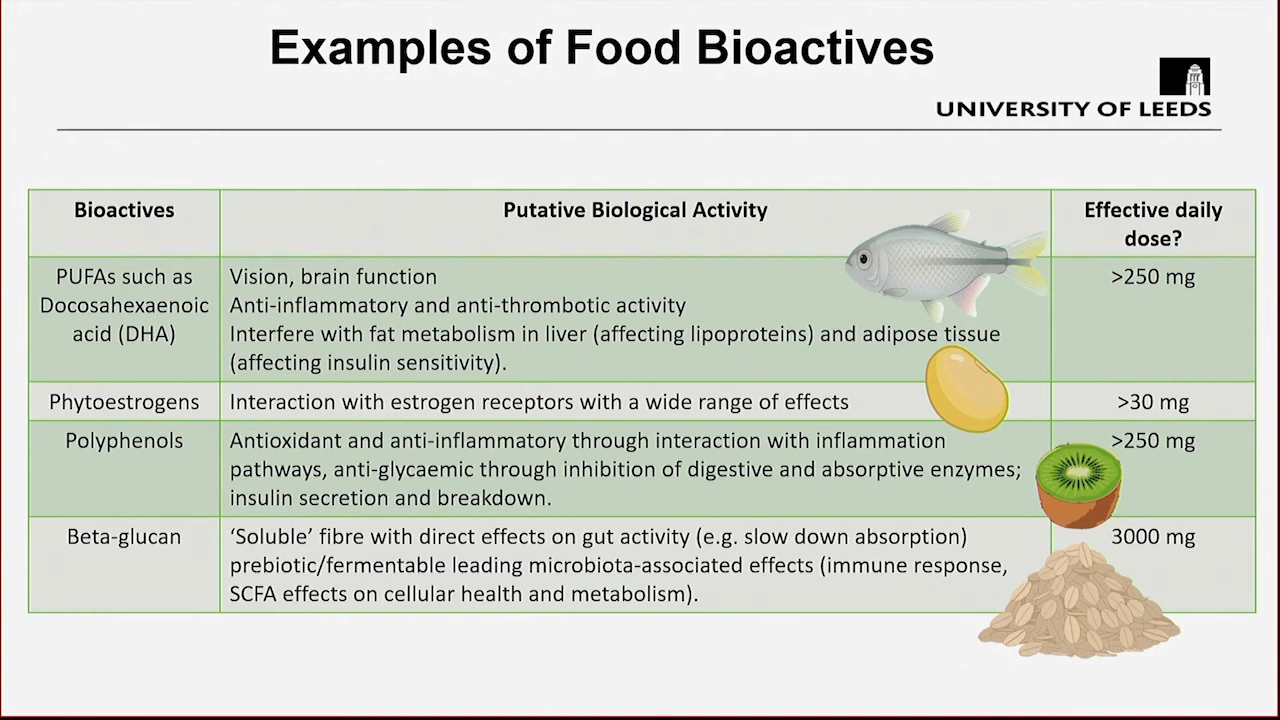 Examples of Food Bioactives
UNIVERSITY OF LEEDS
Bioactives
Putative Biological Activity
Effective daily
dose?
PUFAs such as
Docosahexaenoic
acid (DHA)
Vision, brain function
Anti-inflammatory and anti-thrombotic activity
Interfere with fat metabolism in liver (affecting lipoproteins) and adipose tissue
(affecting insulin sensitivity).
>250 mg
Phytoestrogens
Interaction with estrogen receptors with a wide range of effects
>30 mg
Polyphenols
Antioxidant and anti-inflammatory through interaction with inflammation
pathways, anti-glycaemic through inhibition of digestive and absorptive enzymes;
insulin secretion and breakdown.
>250 mg
Beta-glucan
‘Soluble’ fibre with direct effects on gut activity (e.g. slow down absorption)
prebiotic/fermentable leading microbiota-associated effects (immune response,
SCFA effects on cellular health and metabolism).
3000 mg